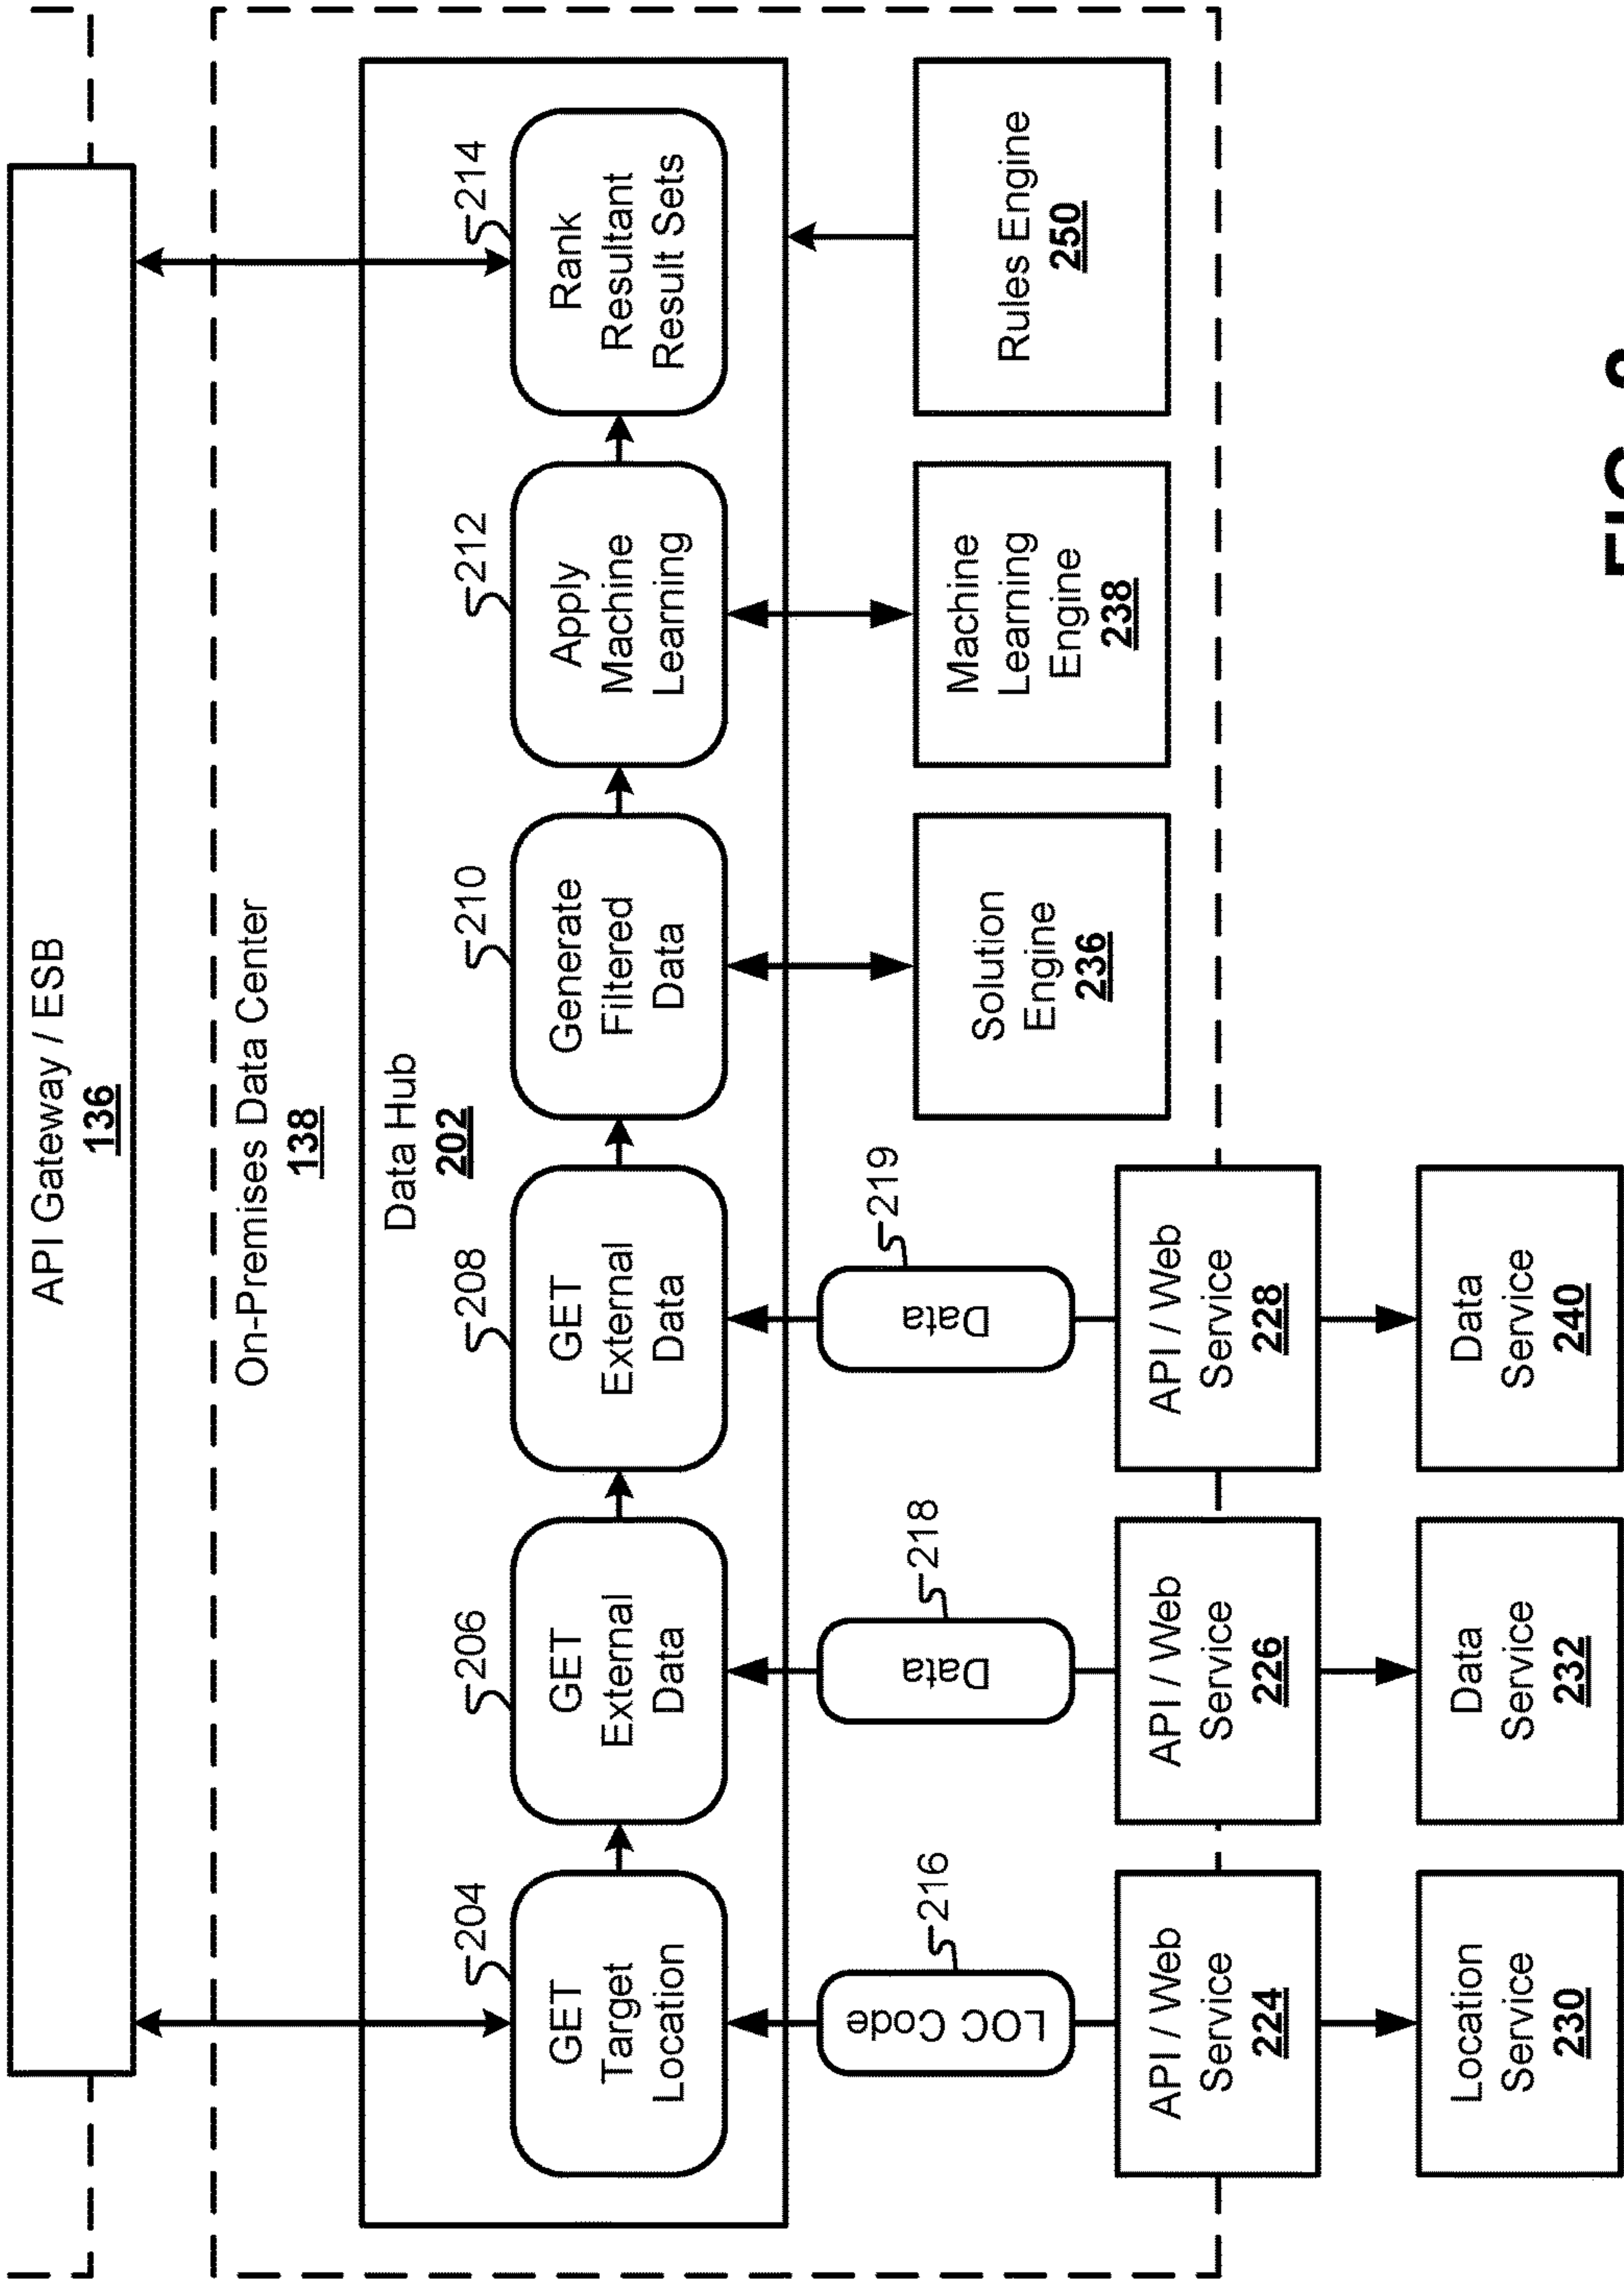 API Gateway / ESB
136
On-Premises Data Center
138
Data Hub
202
204
GET
Target
Location
206
GET
External
Data
208
GET
External
Data
210
Generate
Filtered
Data
212
Apply
Machine
Learning
214
Rank
Resultant
Result Sets
LOC Code
216
Data
218
Data
219
Solution
Engine
236
Machine
Learning
Engine
238
Rules Engine
250
API / Web
Service
224
API / Web
Service
226
API / Web
Service
228
Location
Service
230
Data
Service
232
Data
Service
240